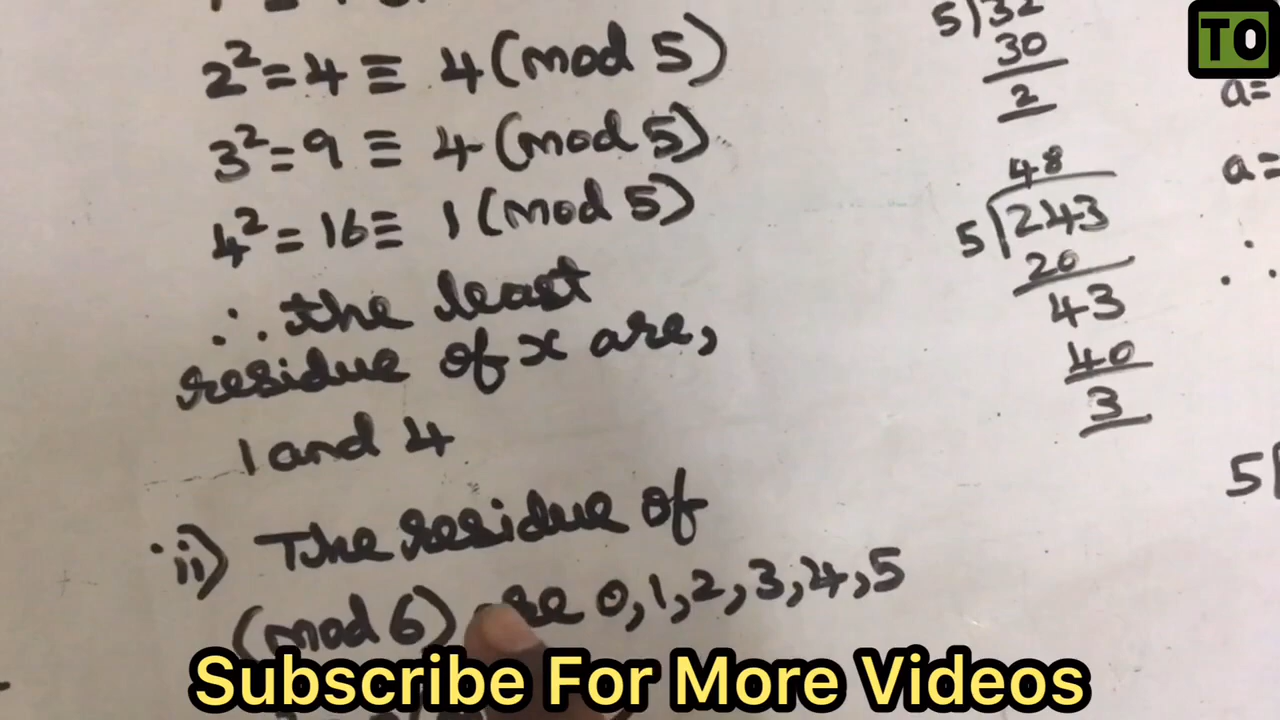 2² = 4 ≡ 4 (mod 5)
3² = 9 ≡ 4 (mod 5)
4² = 16 ≡ 1 (mod 5)
∴ the least
residue of x are,
1 and 4
ii) The residue of
(mod 6) are 0,1,2,3,4,5
5)32
30
2
48
5)243
20
43
40
3
TO
a=
a=
∴
5
Subscribe For More Videos